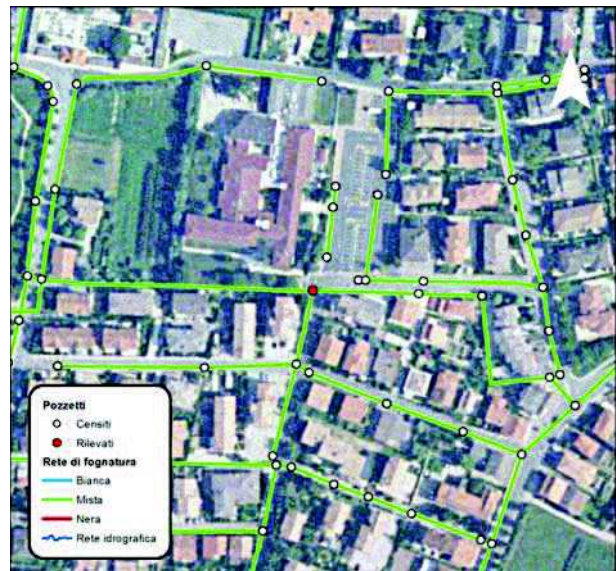 Pozzetti
Censiti
Rilevati
Rete di fognatura
Bianca
Mista
Nera
Rete idrografica